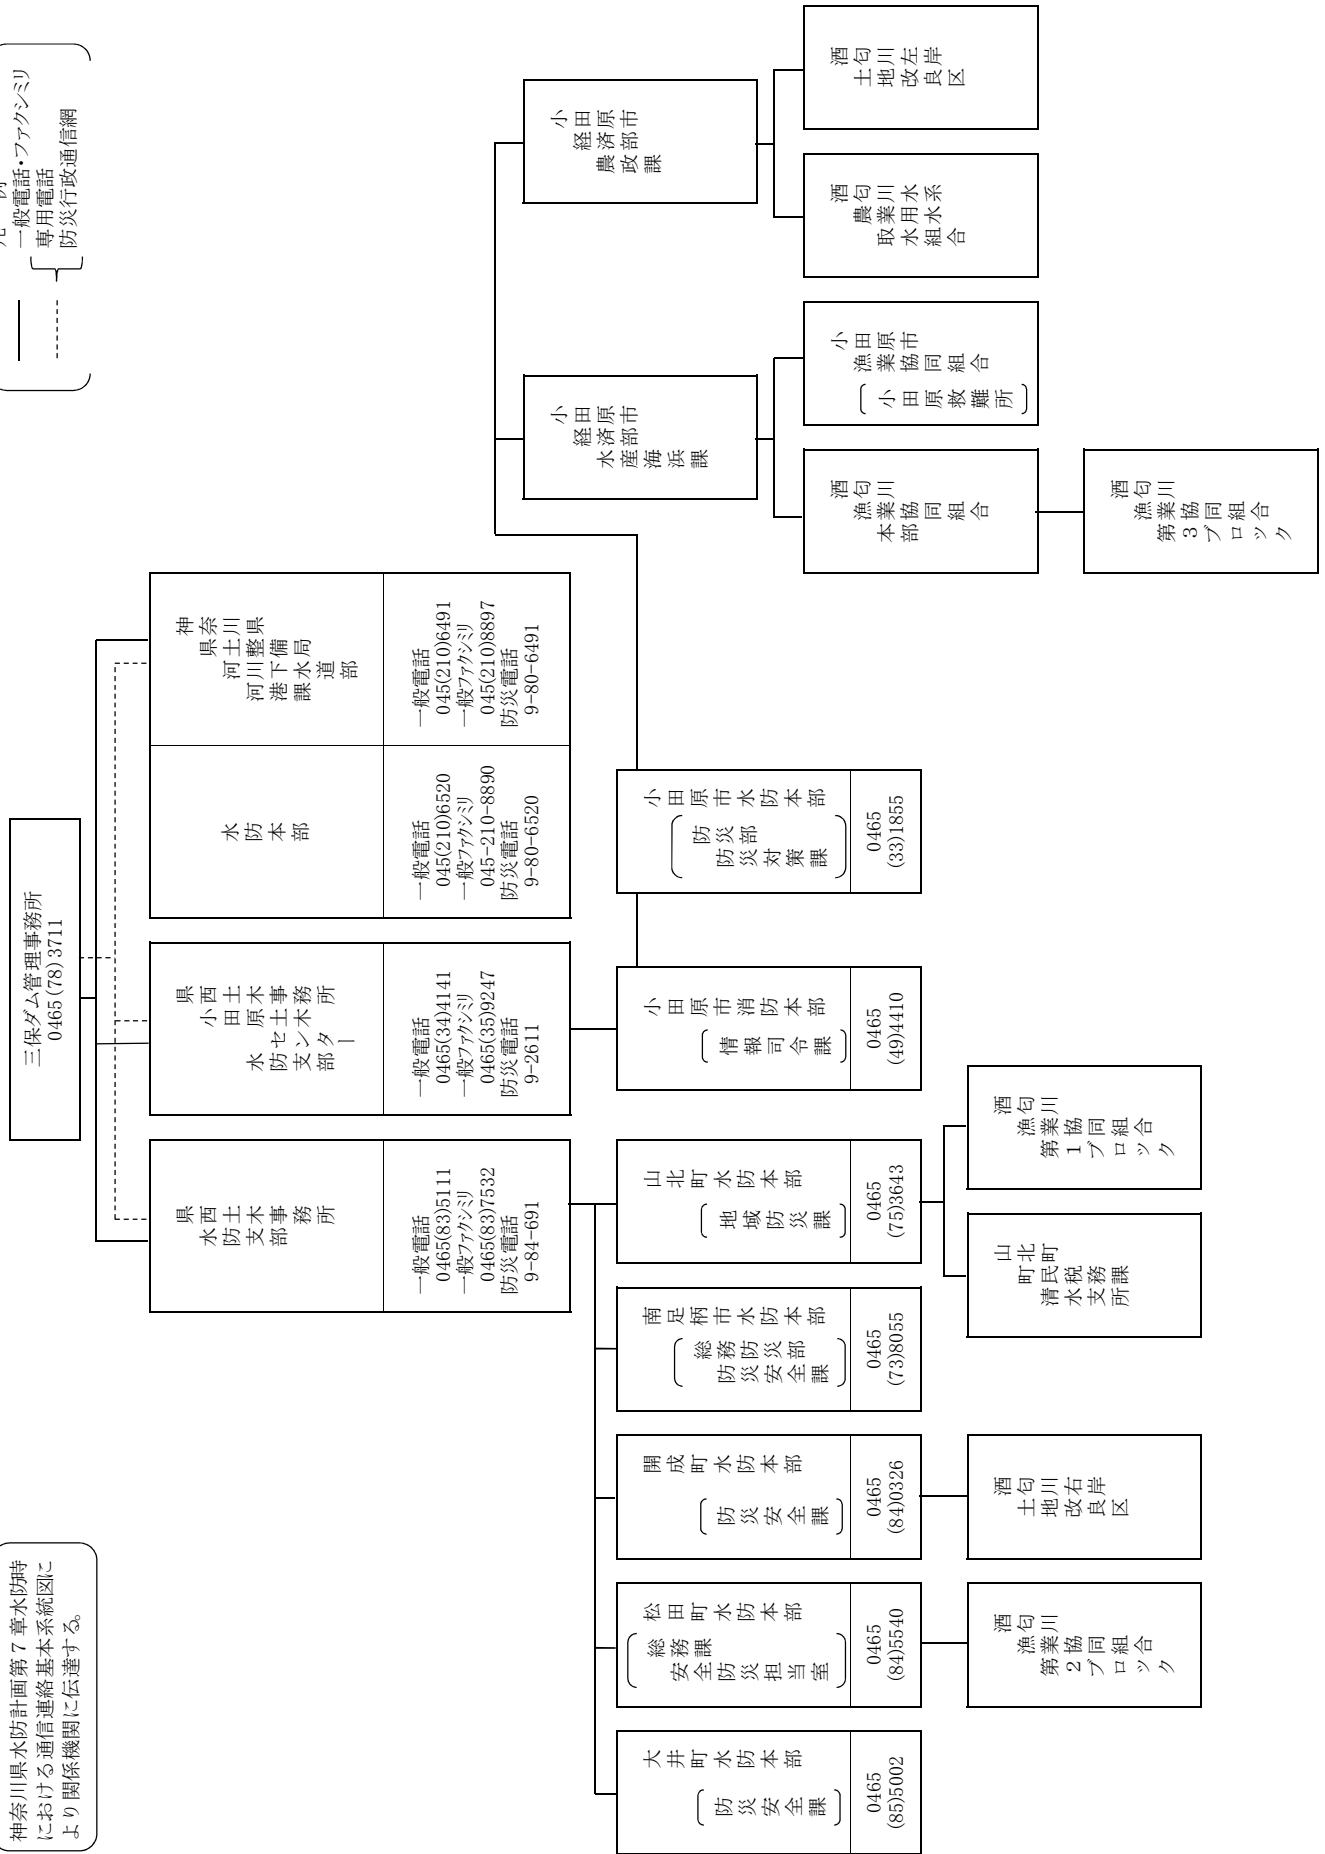 神奈川県水防計画第7章水防時
における通信連絡基本系統図に
より関係機関に伝達する。
例
一般電話・ファクシミリ
専用電話
防災行政通信網
三保ダム管理事務所
0465(78)3711
県西土木事務所
水防支部
一般電話
0465(83)5111
一般ファクシミリ
0465(83)7532
防災電話
9-84-691
県西土木事務所
小田原土木センター
水防支部
一般電話
0465(34)4141
一般ファクシミリ
0465(35)9247
防災電話
9-2611
水防本部
一般電話
045(210)6520
一般ファクシミリ
045-210-8890
防災電話
9-80-6520
神奈川県
県土整備局
河川下水道部
河港課
一般電話
045(210)6491
一般ファクシミリ
045(210)8897
防災電話
9-80-6491
大井町水防本部
防災安全課
0465
(85)5002
松田町水防本部
総務課
安全防災担当室
0465
(84)5540
開成町水防本部
防災安全課
0465
(84)0326
南足柄市水防本部
総務防災部
防災安全課
0465
(73)8055
山北町水防本部
地域防災課
0465
(75)3643
小田原市消防本部
情報司令課
0465
(49)4410
小田原市水防本部
防災部
防災対策課
0465
(33)1855
酒匂川
漁業協同組合
第2ブロック
酒匂川右岸
土地改良区
山北町
町民税務課
清水支所
酒匂川
漁業協同組合
第1ブロック
小田原市
経済部
水産海浜課
小田原市
経済部
農政課
酒匂川
漁業協同組合
本部
小田原市
漁業協同組合
小田原救難所
酒匂川水系
農業用水
取水組合
酒匂川左岸
土地改良区
酒匂川
漁業協同組合
第3ブロック